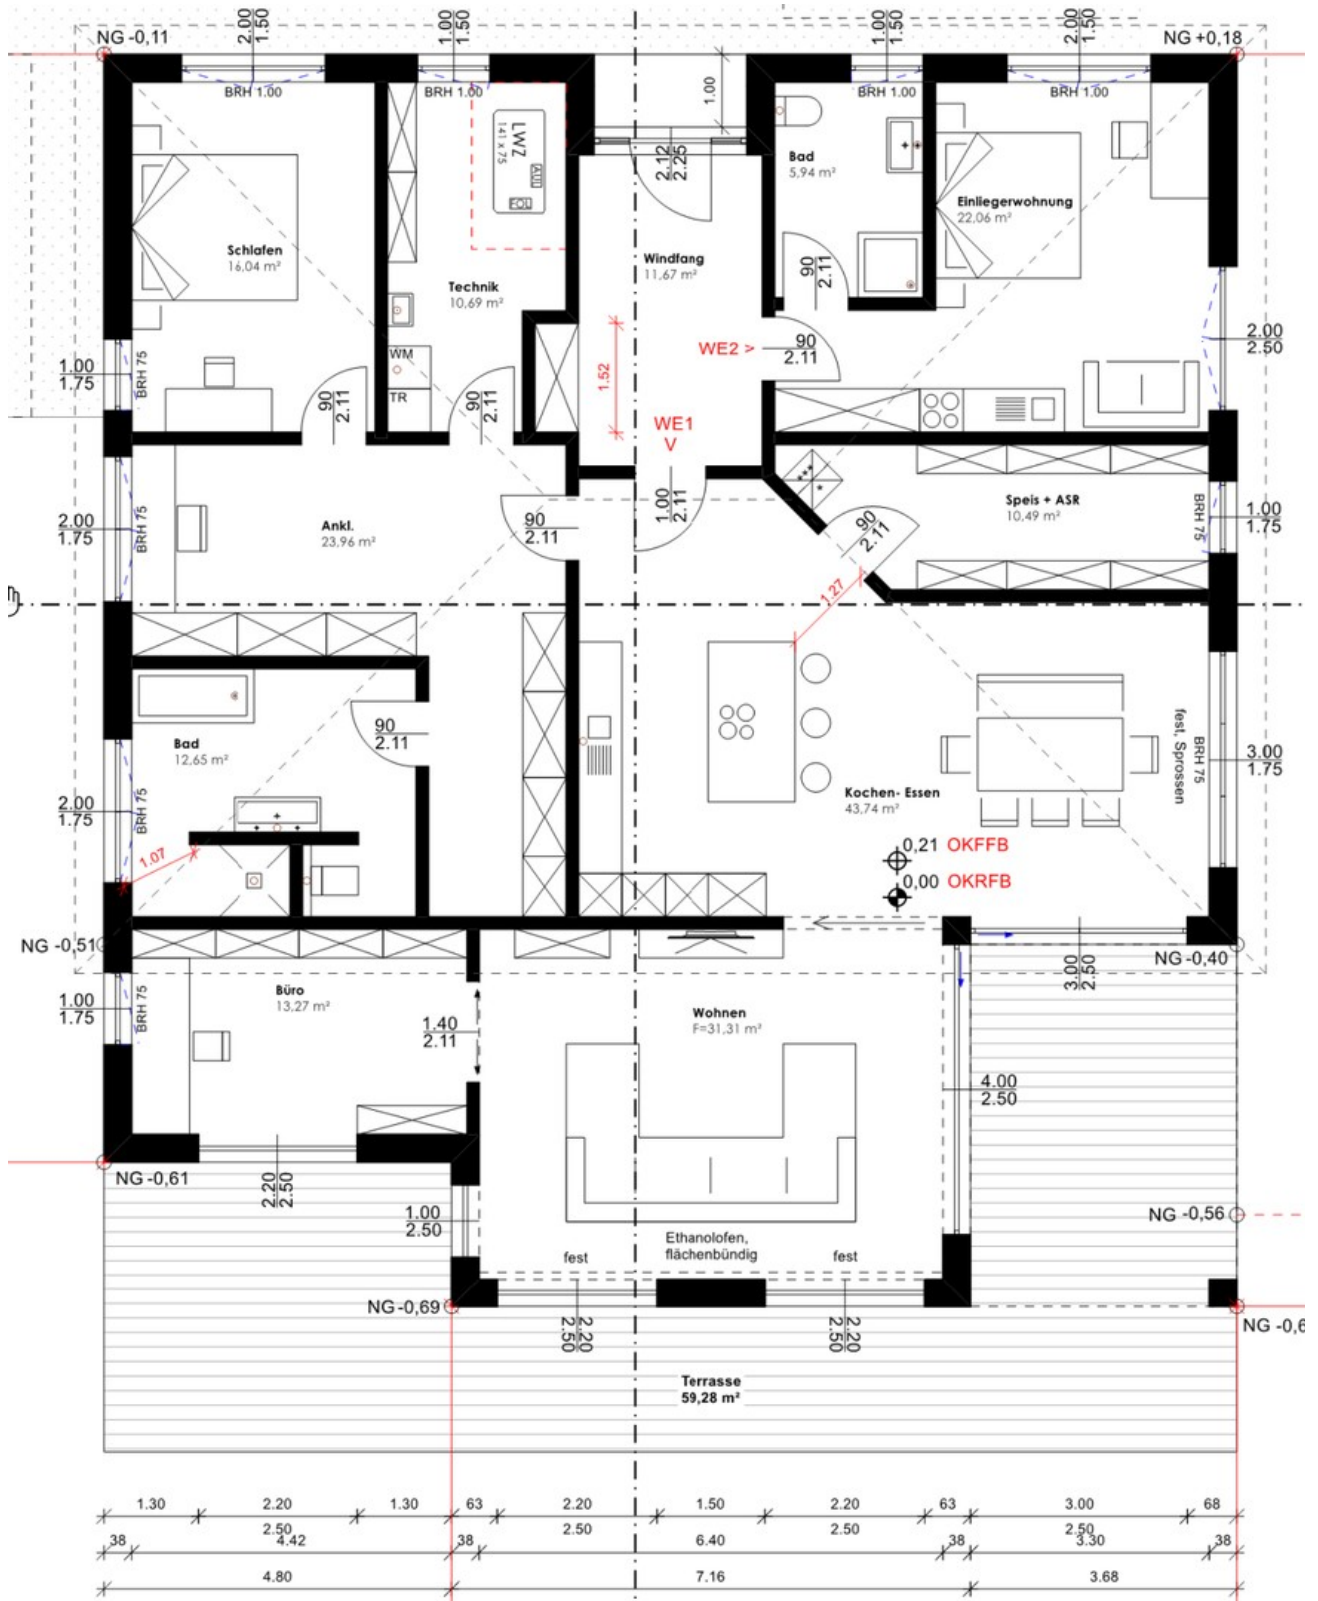 NG -0,11
2.00
1.50
1.00
1.50
1.00
1.50
2.00
1.50
NG +0,18
BRH 1.00
BRH 1.00
1.00
BRH 1.00
BRH 1.00
LWZ
141 x 75
AUL
FOL
2.12
2.25
Bad
5,94 m²
Einliegerwohnung
22,06 m²
Schlafen
16,04 m²
Windfang
11,67 m²
Technik
10,69 m²
90
2.11
WE2 >
90
2.11
2.00
2.50
1.00
1.75
BRH 75
WM
TR
1.52
90
2.11
90
2.11
WE1
V
1.00
2.11
2.00
1.75
BRH 75
Ankl.
23,96 m²
90
2.11
***
*
90
2.11
Speis + ASR
10,49 m²
BRH 75
1.00
1.75
1.27
Bad
12,65 m²
90
2.11
2.00
1.75
BRH 75
1.07
Kochen- Essen
43,74 m²
fest, Sprossen
BRH 75
3.00
1.75
0,21 OKFFB
0,00 OKRFB
NG -0,51
NG -0,40
3.00
2.50
1.00
1.75
BRH 75
Büro
13,27 m²
1.40
2.11
Wohnen
F=31,31 m²
4.00
2.50
NG -0,61
2.20
2.50
1.00
2.50
NG -0,56
Ethanolofen,
flächenbündig
fest
fest
NG -0,69
NG -0,6
2.20
2.50
2.20
2.50
Terrasse
59,28 m²
1.30 2.20 1.30 63 2.20 1.50 2.20 63 3.00 68
2.50 2.50 2.50 2.50
38 4.42 38 6.40 38 3.30 38
4.80 7.16 3.68